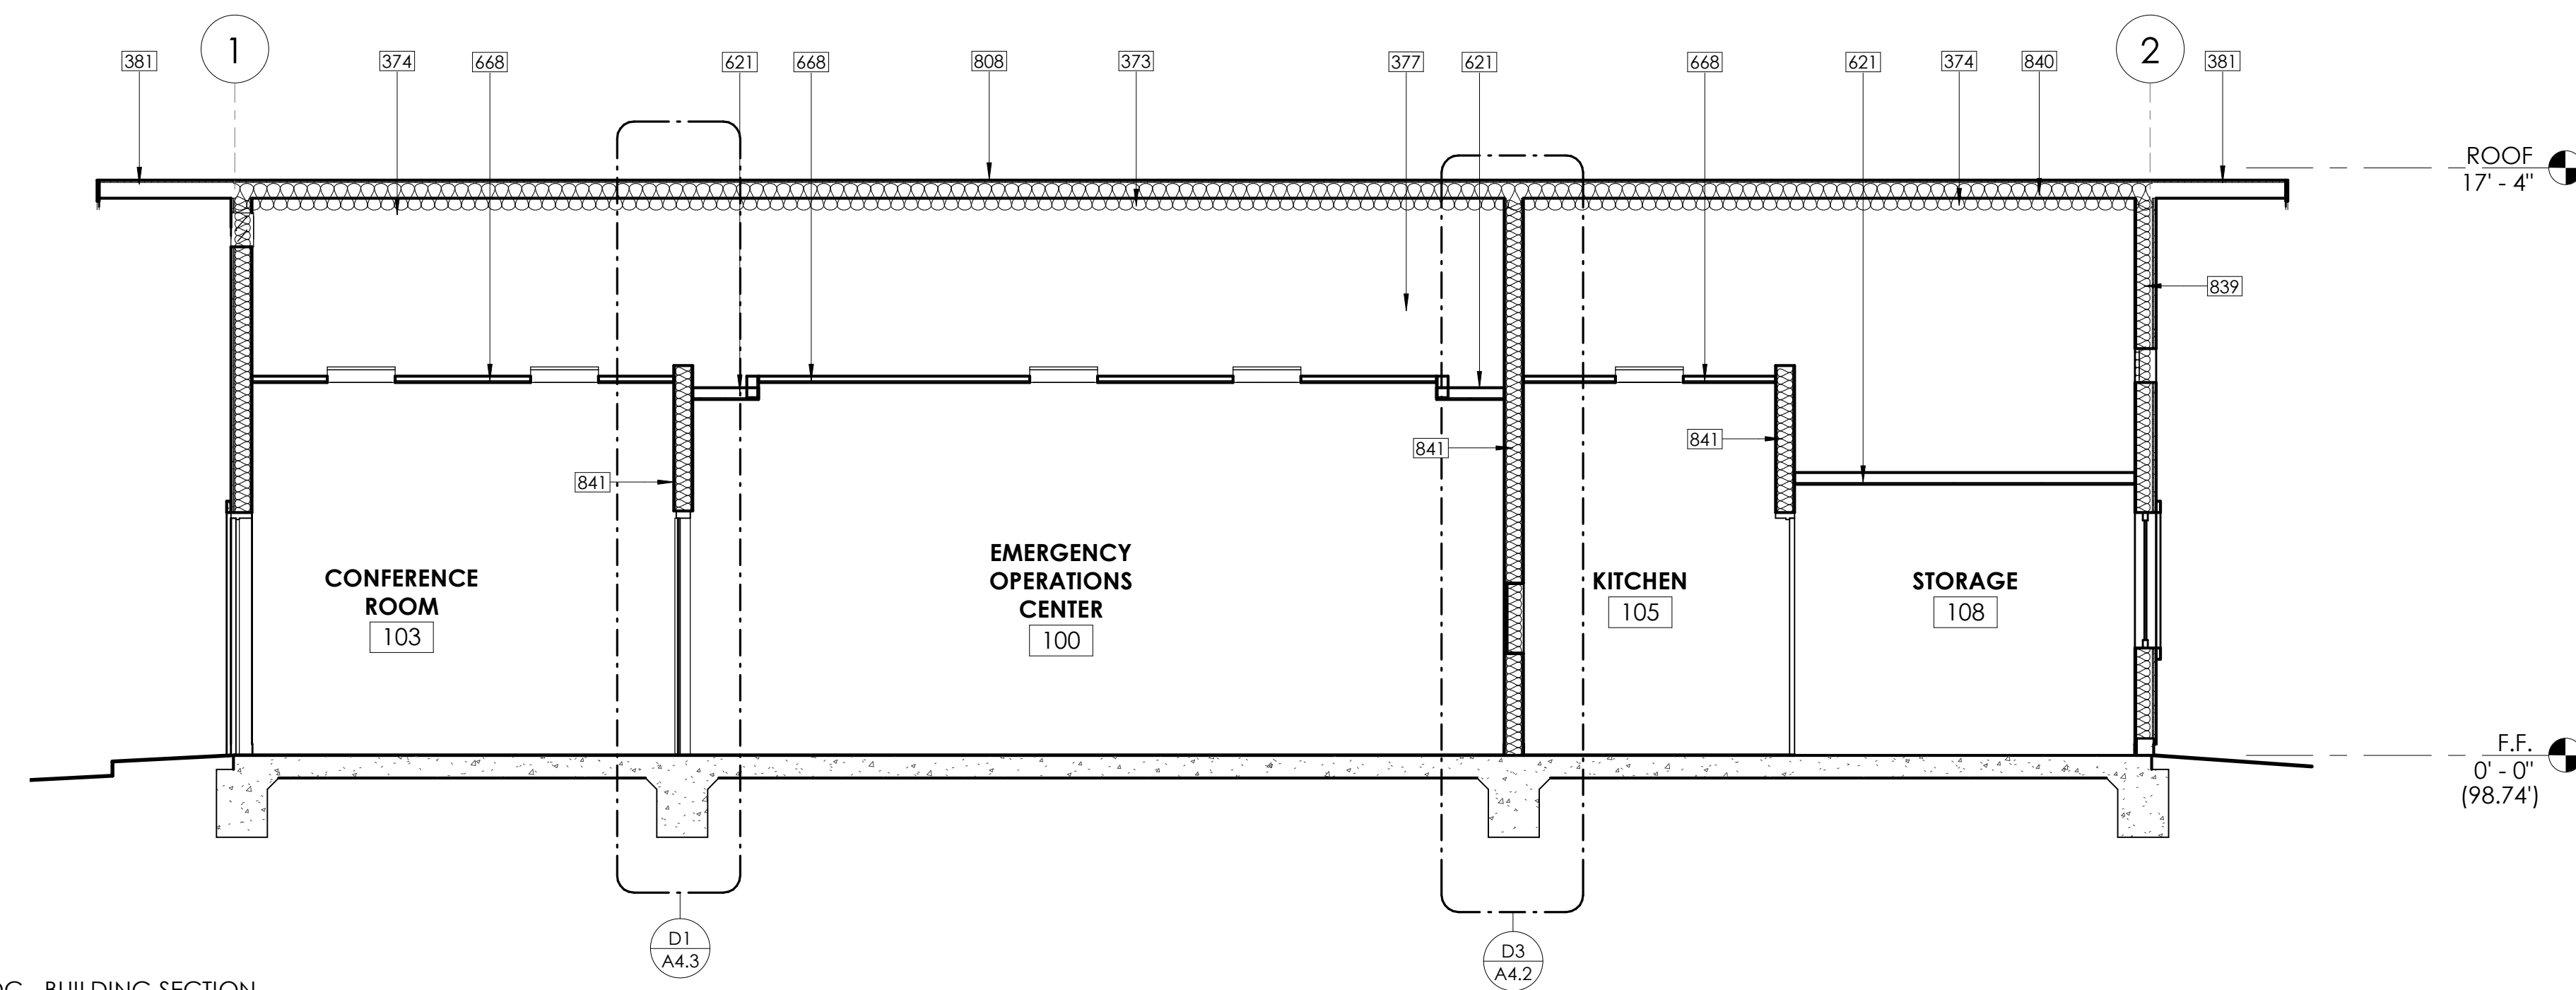 1
2
381
374
668
621
668
808
373
377
621
668
621
374
840
381
ROOF
17' - 4"
839
841
841
841
CONFERENCE
ROOM
103
EMERGENCY
OPERATIONS
CENTER
100
KITCHEN
105
STORAGE
108
F.F.
0' - 0"
(98.74')
D1
A4.3
D3
A4.2
BUILDING SECTION